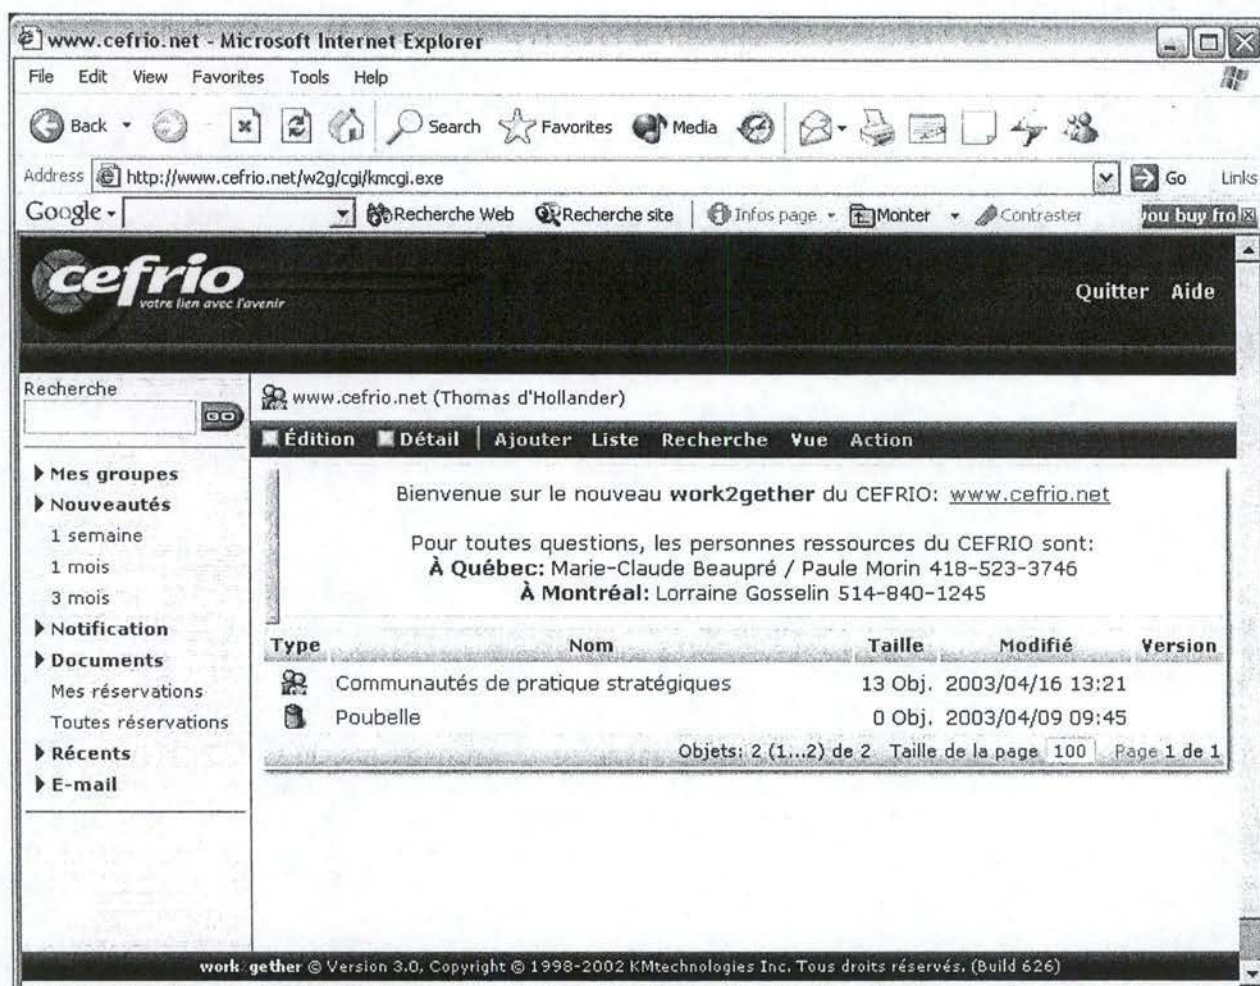 www.cefrio.net - Microsoft Internet Explorer
File Edit View Favorites Tools Help
Back Search Favorites Media
Address http://www.cefrio.net/w2g/cgi/kmcgi.exe Go Links
Google Recherche Web Recherche site Infos page Monter Contraster you buy fro
cefrio
votre lien avec l'avenir
Quitter Aide
Recherche
GO
www.cefrio.net (Thomas d'Hollander)
Édition Détail Ajouter Liste Recherche Vue Action
Mes groupes
Nouveautés
1 semaine
1 mois
3 mois
Notification
Documents
Mes réservations
Toutes réservations
Récents
E-mail
Bienvenue sur le nouveau work2gether du CEFRIO: www.cefrio.net
Pour toutes questions, les personnes ressources du CEFRIO sont:
À Québec: Marie-Claude Beaupré / Paule Morin 418-523-3746
À Montréal: Lorraine Gosselin 514-840-1245
Type Nom Taille Modifié Version
Communautés de pratique stratégiques 13 Obj. 2003/04/16 13:21
Poubelle 0 Obj. 2003/04/09 09:45
Objets: 2 (1...2) de 2 Taille de la page 100 Page 1 de 1
work2gether © Version 3.0, Copyright © 1998-2002 KMtechnologies Inc. Tous droits réservés. (Build 626)